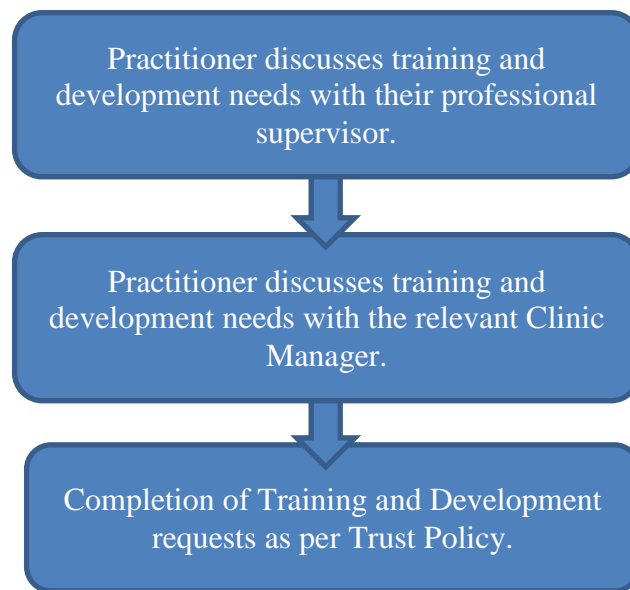 Practitioner discusses training and
development needs with their professional
supervisor.
Practitioner discusses training and
development needs with the relevant Clinic
Manager.
Completion of Training and Development
requests as per Trust Policy.